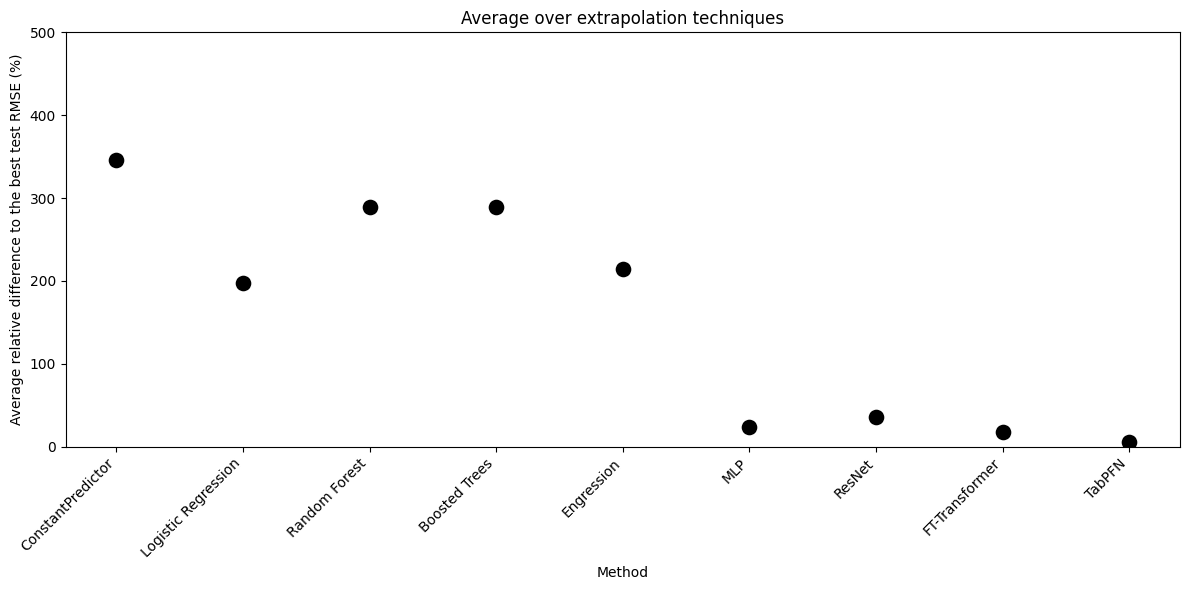 Average over extrapolation techniques
Average relative difference to the best test RMSE (%)
500
400
300
200
100
0
ConstantPredictor
Logistic Regression
Random Forest
Boosted Trees
Engression
MLP
ResNet
FT-Transformer
TabPFN
Method